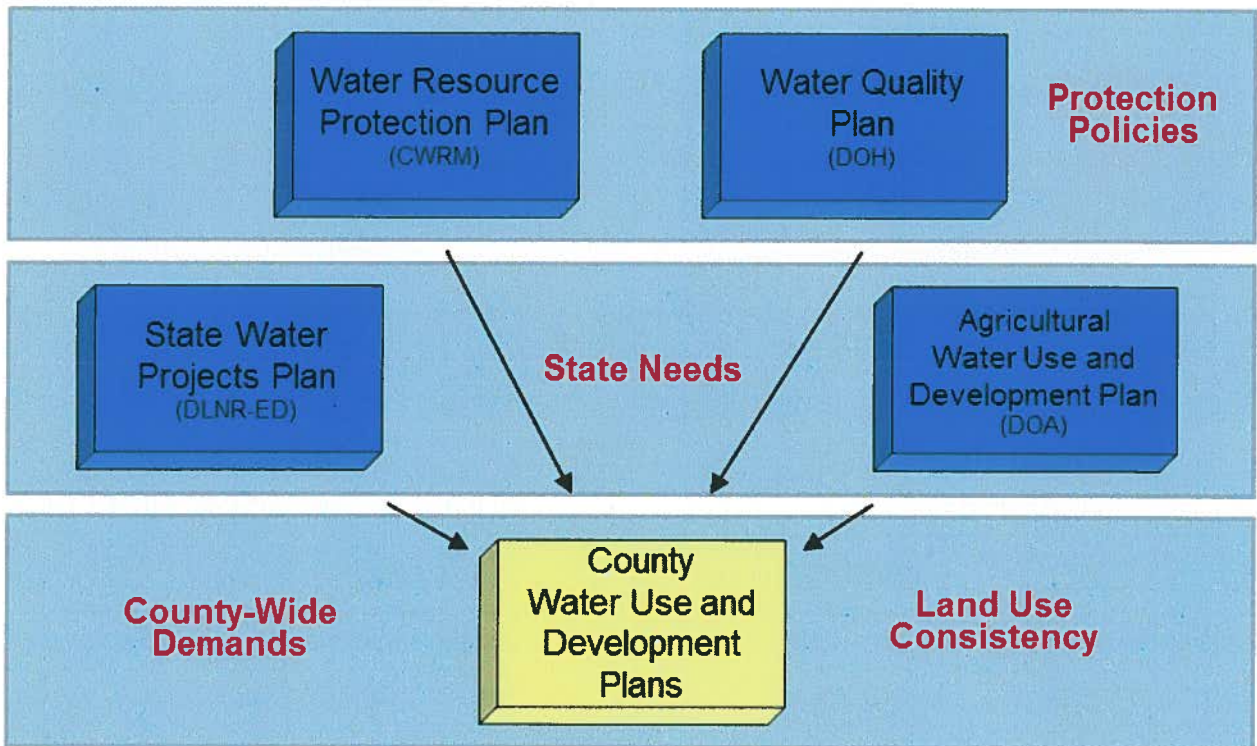 Water Resource
Protection Plan
(CWRM)
Water Quality
Plan
(DOH)
Protection
Policies
State Water
Projects Plan
(DLNR-ED)
State Needs
Agricultural
Water Use and
Development Plan
(DOA)
County-Wide
Demands
County
Water Use and
Development
Plans
Land Use
Consistency